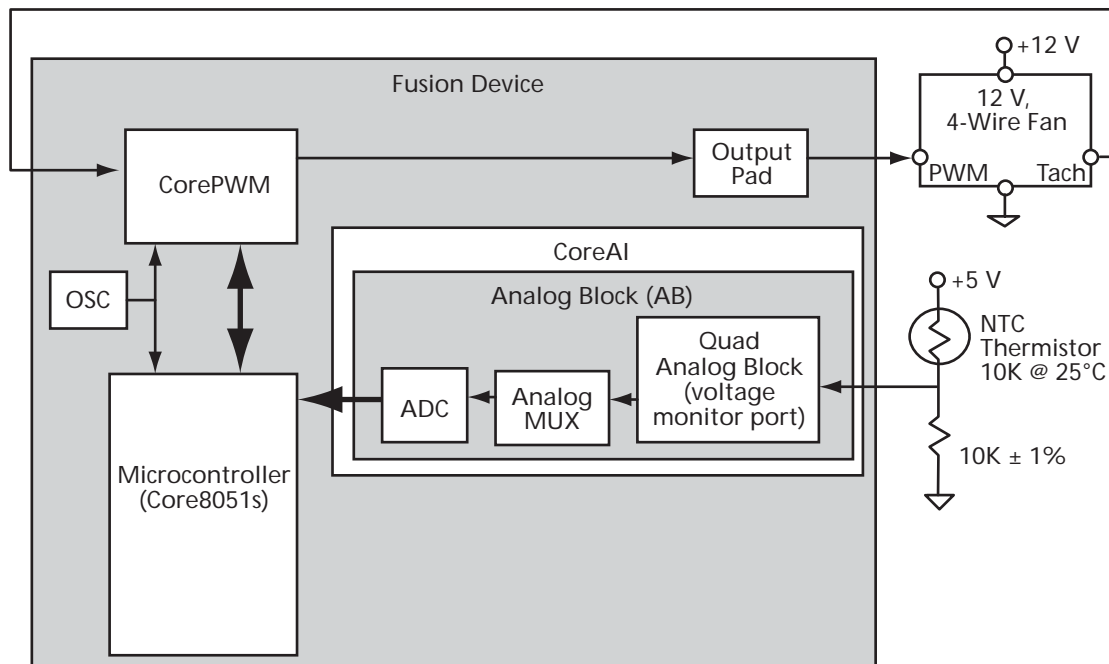 Fusion Device
+12 V
12 V,
4-Wire Fan
PWM
Tach
CorePWM
Output
Pad
OSC
CoreAI
Analog Block (AB)
Quad
Analog Block
(voltage
monitor port)
Analog
MUX
ADC
Microcontroller
(Core8051s)
+5 V
NTC
Thermistor
10K @ 25°C
10K ± 1%